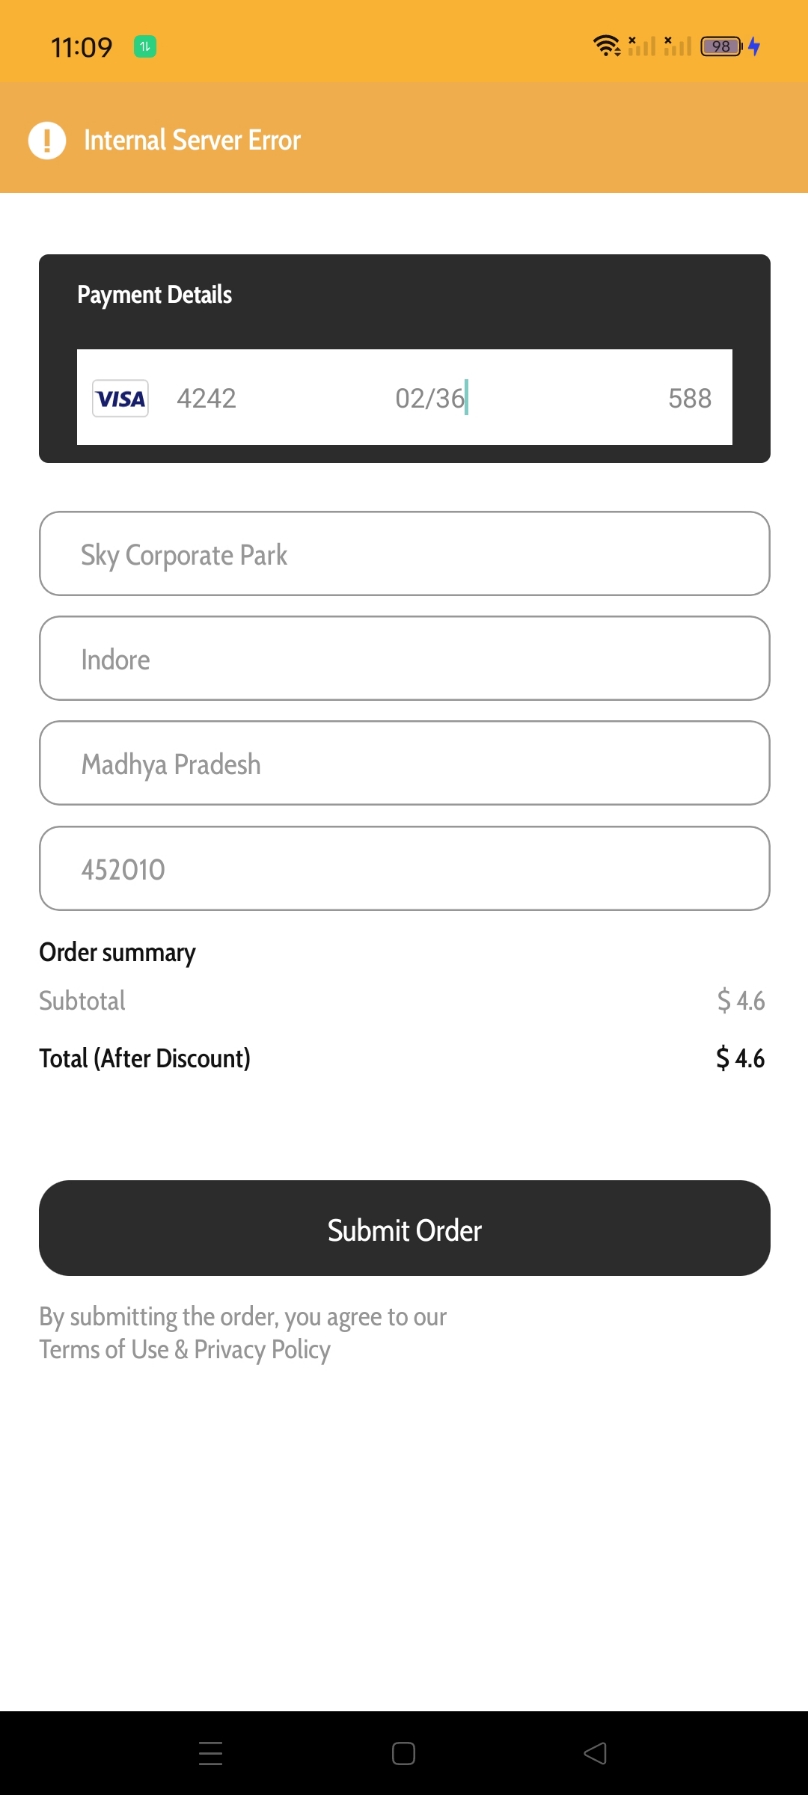 11:09
98
Internal Server Error
Payment Details
VISA 4242 02/36 588
Sky Corporate Park
Indore
Madhya Pradesh
452010
Order summary
Subtotal $ 4.6
Total (After Discount) $ 4.6
Submit Order
By submitting the order, you agree to our
Terms of Use & Privacy Policy